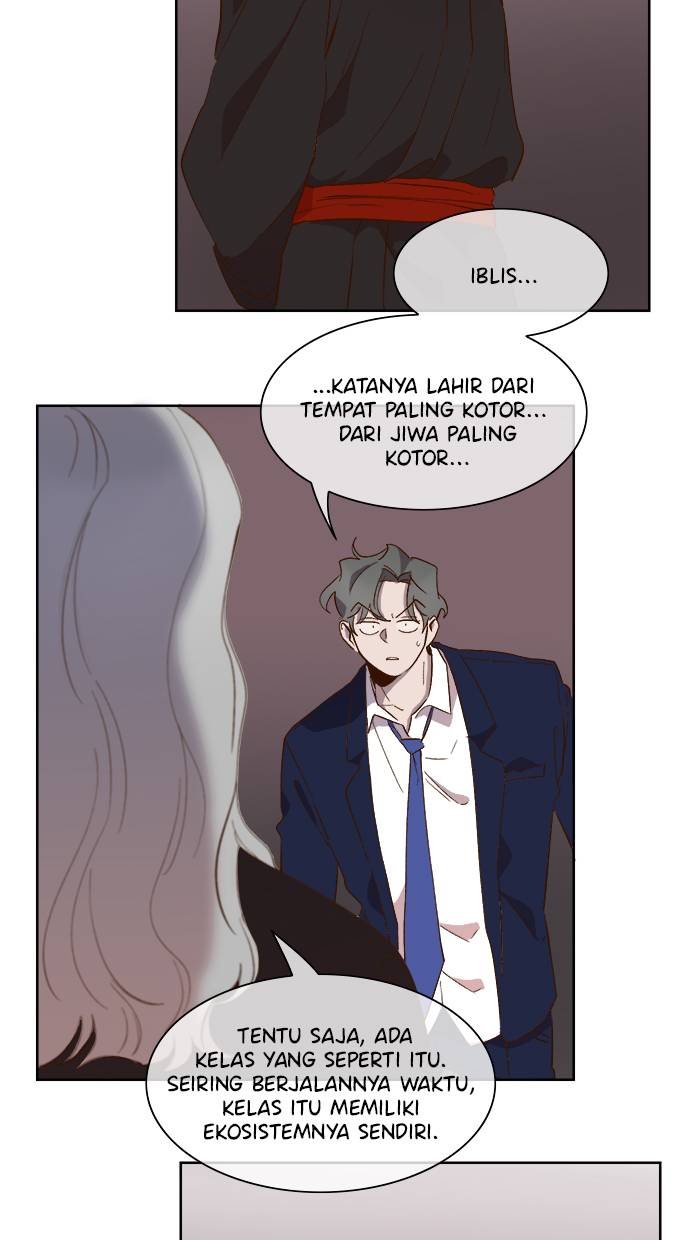 IBLIS...
...KATANYA LAHIR DARI
TEMPAT PALING KOTOR...
DARI JIWA PALING
KOTOR...
TENTU SAJA, ADA
KELAS YANG SEPERTI ITU.
SEIRING BERJALANNYA WAKTU,
KELAS ITU MEMILIKI
EKOSISTEMNYA SENDIRI.